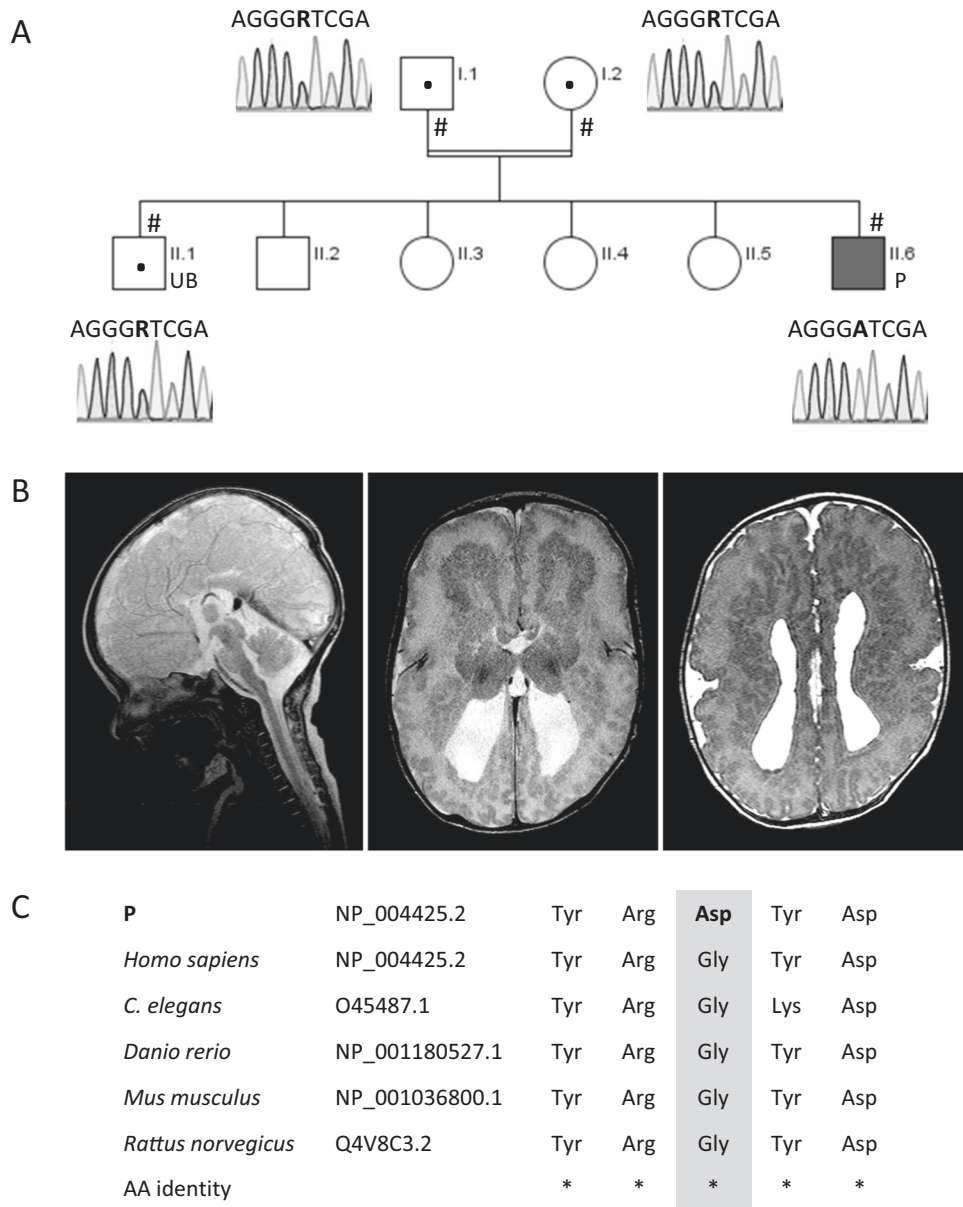 A
AGGGRTCGA
AGGGRTCGA
I.1
I.2
#
#
#
#
II.1
II.2
II.3
II.4
II.5
II.6
UB
P
AGGGRTCGA
AGGGATCGA
B
C
P NP_004425.2 Tyr Arg Asp Tyr Asp
Homo sapiens NP_004425.2 Tyr Arg Gly Tyr Asp
C. elegans O45487.1 Tyr Arg Gly Lys Asp
Danio rerio NP_001180527.1 Tyr Arg Gly Tyr Asp
Mus musculus NP_001036800.1 Tyr Arg Gly Tyr Asp
Rattus norvegicus Q4V8C3.2 Tyr Arg Gly Tyr Asp
AA identity * * * * *